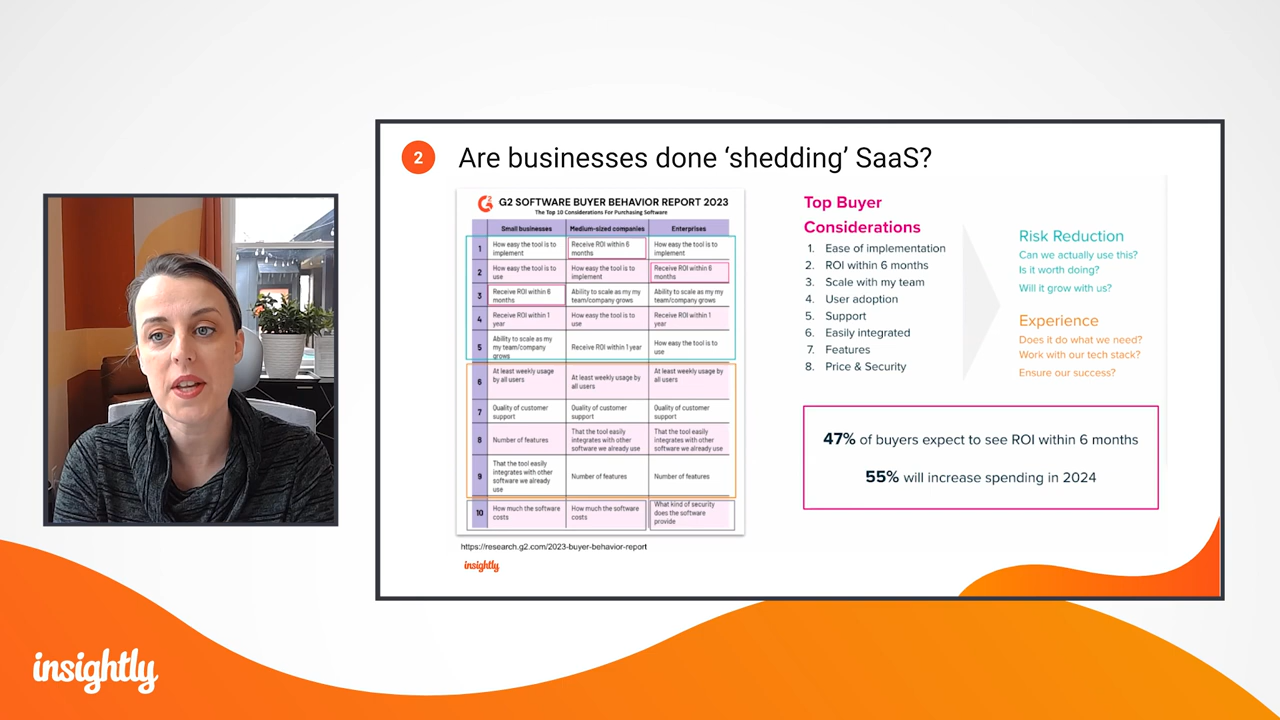 2
Are businesses done ‘shedding’ SaaS?
G2 SOFTWARE BUYER BEHAVIOR REPORT 2023
The Top 10 Considerations For Purchasing Software
Small businesses
Medium-sized companies
Enterprises
1
How easy the tool is to
implement
Receive ROI within 6
months
How easy the tool is to
implement
2
How easy the tool is to
use
How easy the tool is to
implement
Receive ROI within 6
months
3
Receive ROI within 6
months
Ability to scale as my my
team/company grows
Ability to scale as my my
team/company grows
4
Receive ROI within 1
year
How easy the tool is to
use
Receive ROI within 1
year
5
Ability to scale as my
my team/company
grows
Receive ROI within 1 year
How easy the tool is to
use
6
At least weekly usage
by all users
At least weekly usage by
all users
At least weekly usage by
all users
7
Quality of customer
support
Quality of customer
support
Quality of customer
support
8
Number of features
That the tool easily
integrates with other
software we already use
That the tool easily
integrates with other
software we already use
9
That the tool easily
integrates with other
software we already
use
Number of features
Number of features
10
How much the software
costs
How much the software
costs
What kind of security
does the software
provide
https://research.g2.com/2023-buyer-behavior-report
insightly
Top Buyer
Considerations
1. Ease of implementation
2. ROI within 6 months
3. Scale with my team
4. User adoption
5. Support
6. Easily integrated
7. Features
8. Price & Security
Risk Reduction
Can we actually use this?
Is it worth doing?
Will it grow with us?
Experience
Does it do what we need?
Work with our tech stack?
Ensure our success?
47% of buyers expect to see ROI within 6 months
55% will increase spending in 2024
insightly